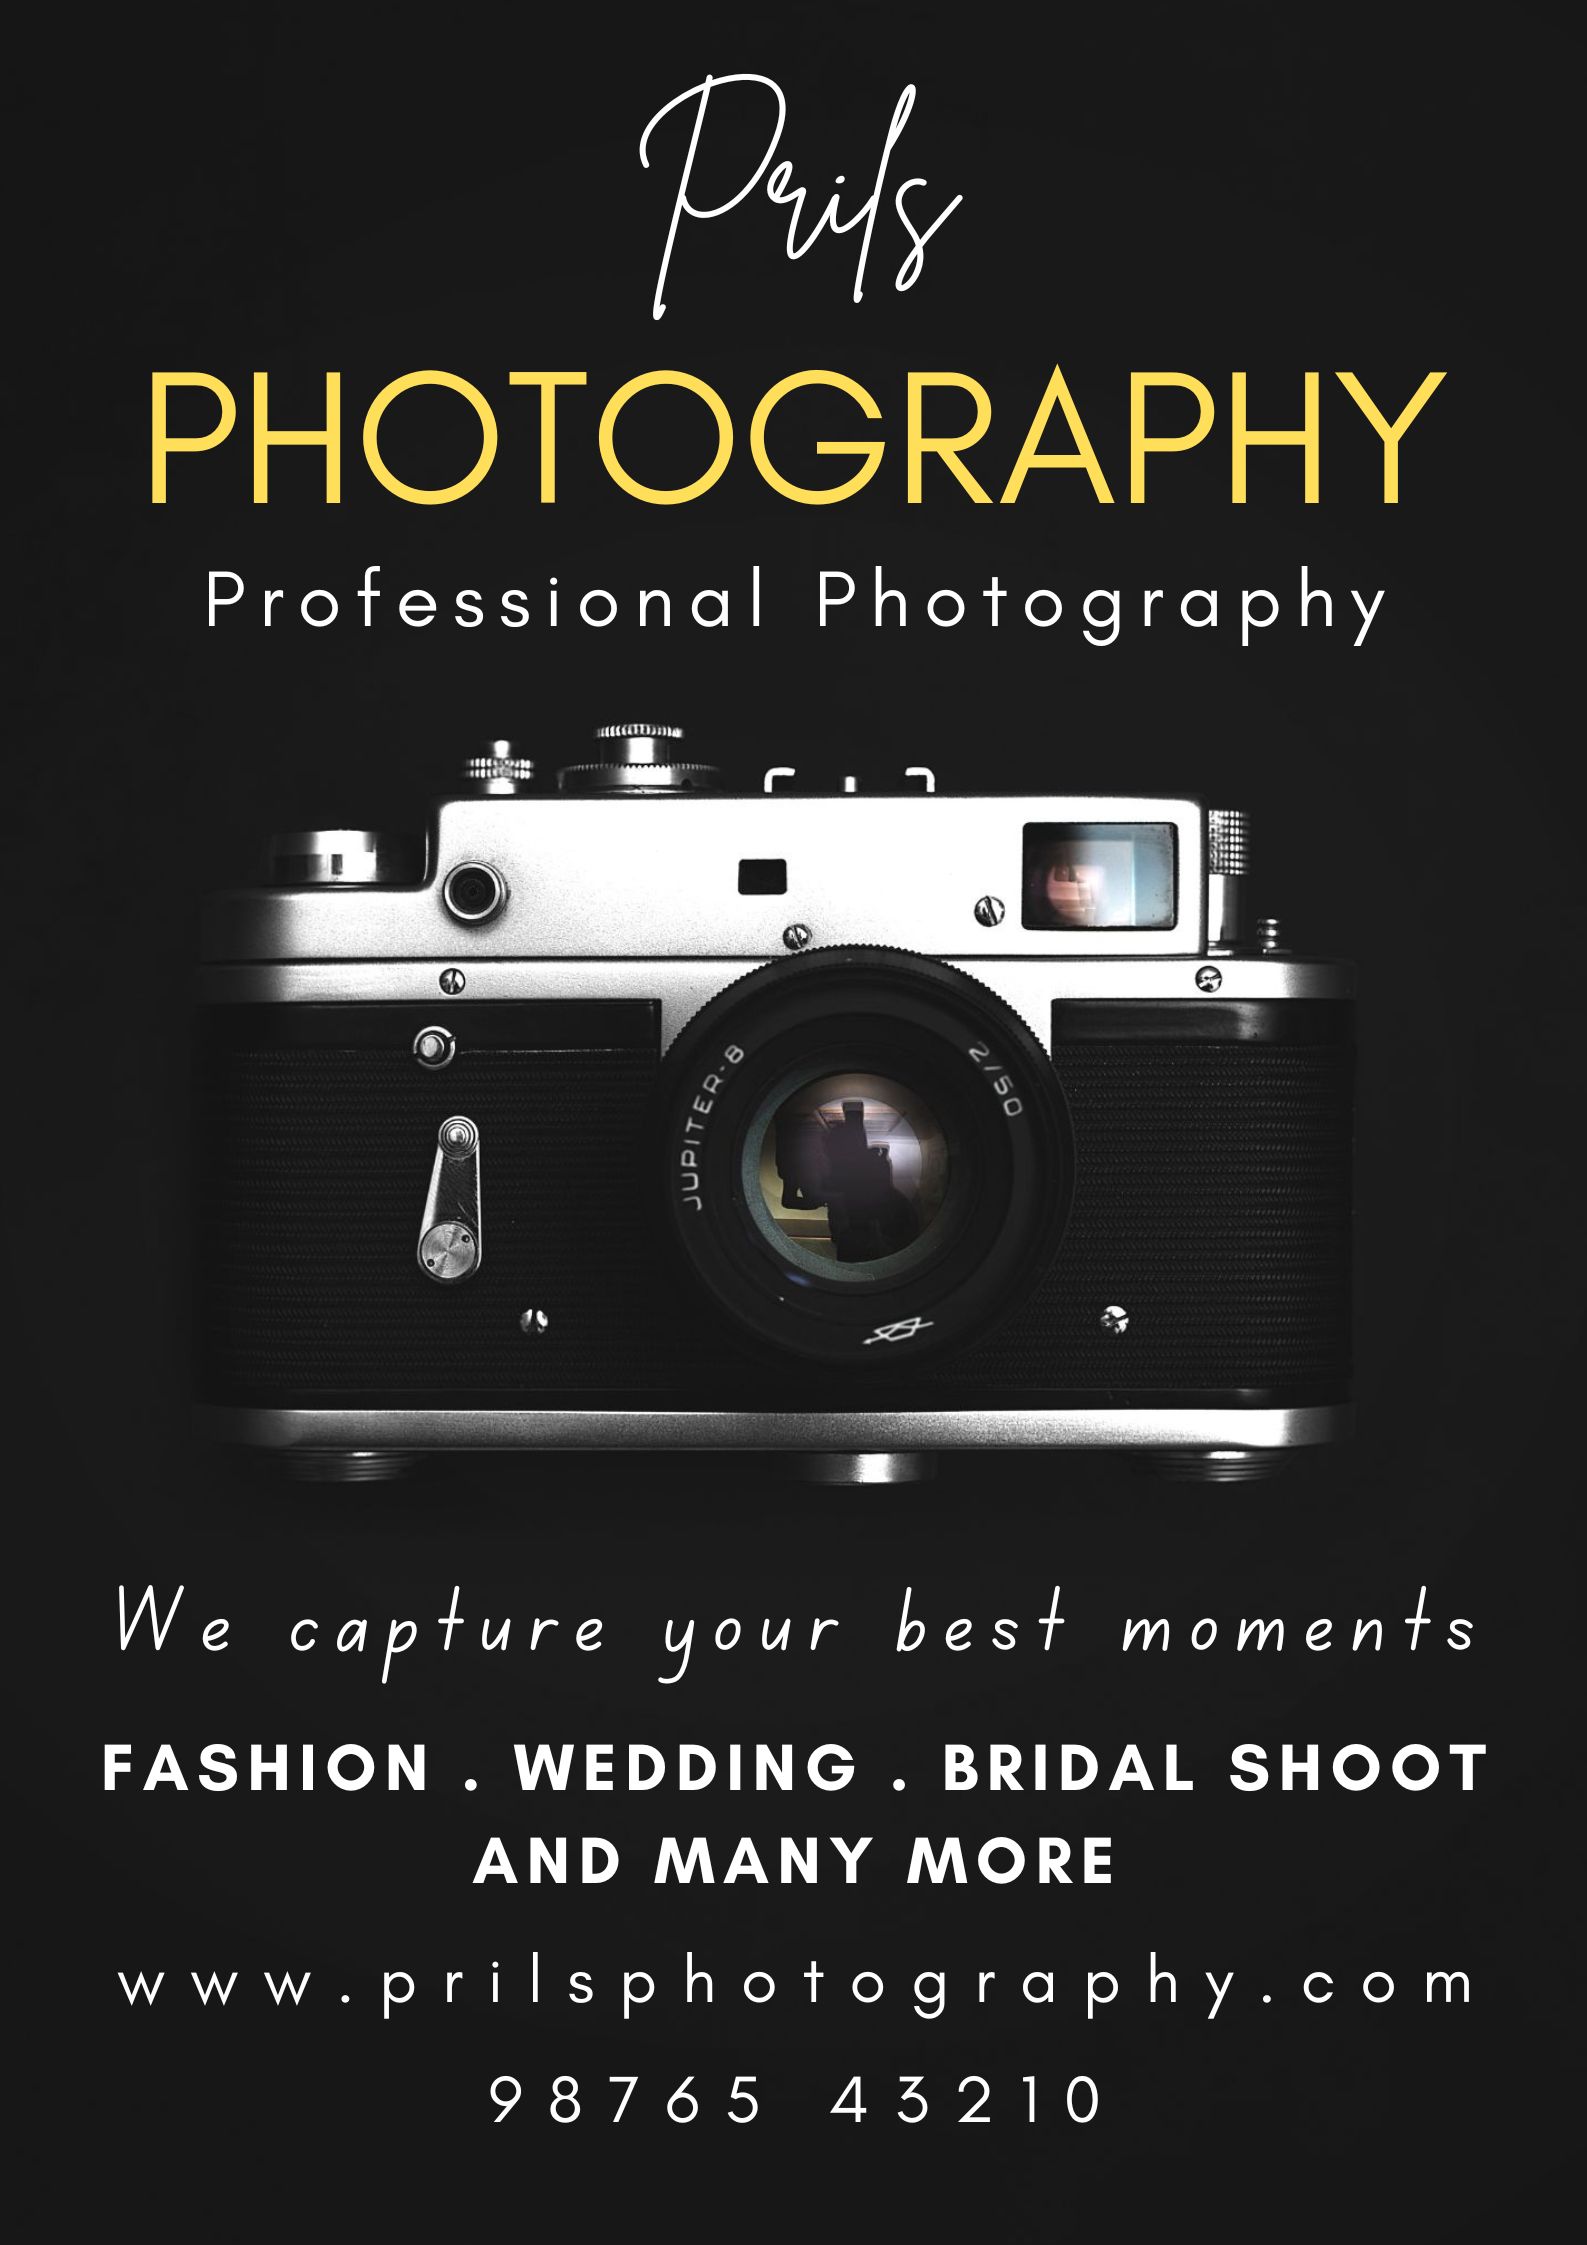 Prils
PHOTOGRAPHY
Professional Photography
JUPITER-8
2/50
We capture your best moments
FASHION . WEDDING . BRIDAL SHOOT
AND MANY MORE
www.prilsphotography.com
98765 43210